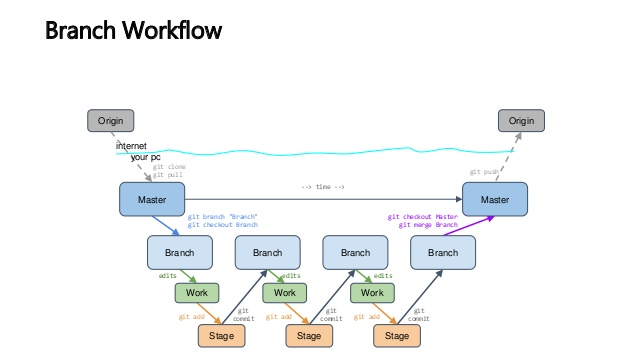 Branch Workflow
Origin
Origin
internet
your pc
git clone
git pull
git push
--> time -->
Master
Master
git branch "Branch"
git checkout Branch
git checkout Master
git merge Branch
Branch
Branch
Branch
Branch
edits
edits
edits
Work
Work
Work
git add
git
commit
git add
git
commit
git add
git
commit
Stage
Stage
Stage